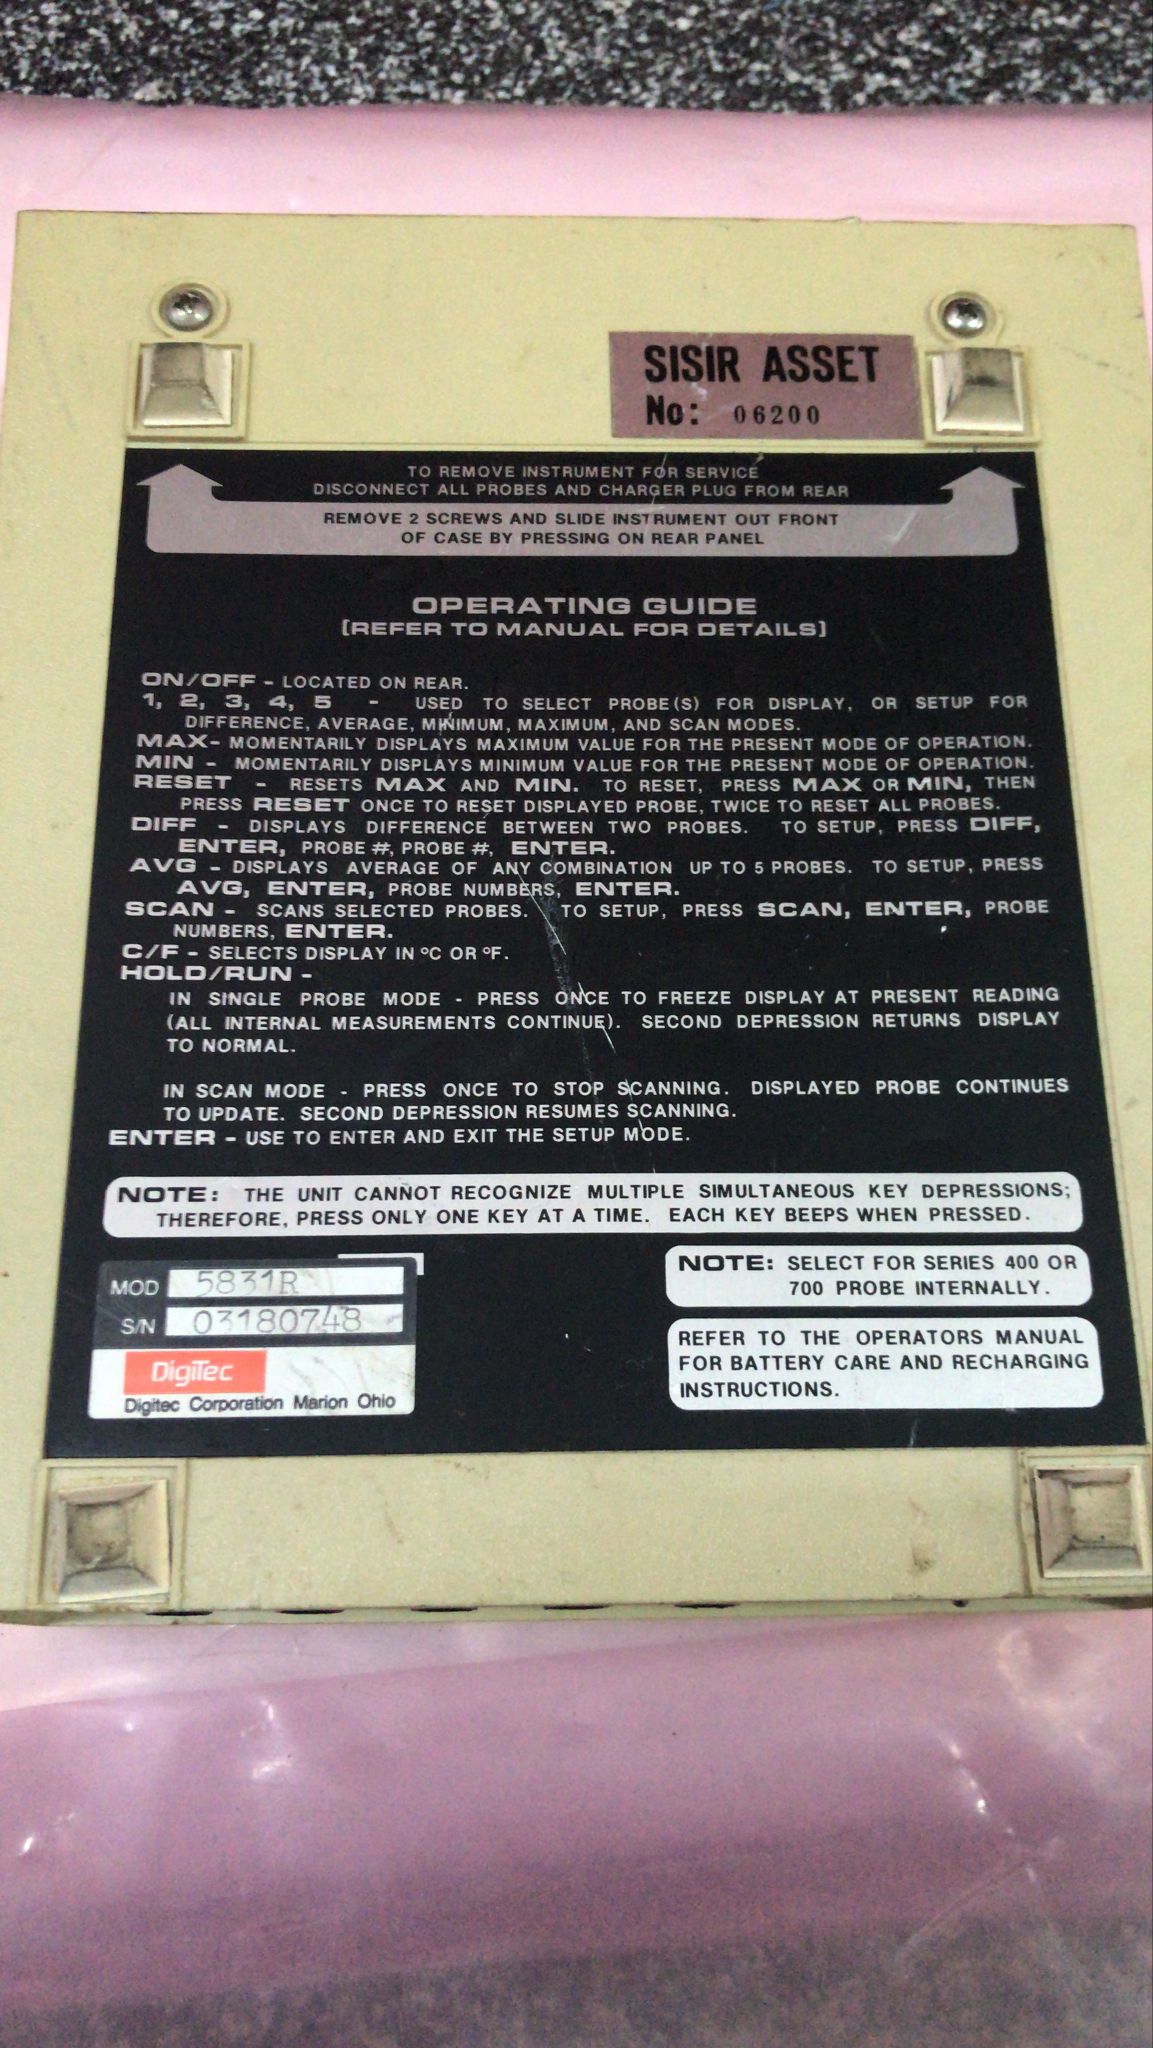 SISIR ASSET
No: 06200
TO REMOVE INSTRUMENT FOR SERVICE
DISCONNECT ALL PROBES AND CHARGER PLUG FROM REAR
REMOVE 2 SCREWS AND SLIDE INSTRUMENT OUT FRONT
OF CASE BY PRESSING ON REAR PANEL
OPERATING GUIDE
[REFER TO MANUAL FOR DETAILS]
ON/OFF - LOCATED ON REAR.
1, 2, 3, 4, 5 - USED TO SELECT PROBE(S) FOR DISPLAY, OR SETUP FOR
DIFFERENCE, AVERAGE, MINIMUM, MAXIMUM, AND SCAN MODES.
MAX- MOMENTARILY DISPLAYS MAXIMUM VALUE FOR THE PRESENT MODE OF OPERATION.
MIN - MOMENTARILY DISPLAYS MINIMUM VALUE FOR THE PRESENT MODE OF OPERATION.
RESET - RESETS MAX AND MIN. TO RESET, PRESS MAX OR MIN, THEN
PRESS RESET ONCE TO RESET DISPLAYED PROBE, TWICE TO RESET ALL PROBES.
DIFF - DISPLAYS DIFFERENCE BETWEEN TWO PROBES. TO SETUP, PRESS DIFF,
ENTER, PROBE #, PROBE #, ENTER.
AVG - DISPLAYS AVERAGE OF ANY COMBINATION UP TO 5 PROBES. TO SETUP, PRESS
AVG, ENTER, PROBE NUMBERS, ENTER.
SCAN - SCANS SELECTED PROBES. TO SETUP, PRESS SCAN, ENTER, PROBE
NUMBERS, ENTER.
C/F - SELECTS DISPLAY IN °C OR °F.
HOLD/RUN -
IN SINGLE PROBE MODE - PRESS ONCE TO FREEZE DISPLAY AT PRESENT READING
(ALL INTERNAL MEASUREMENTS CONTINUE). SECOND DEPRESSION RETURNS DISPLAY
TO NORMAL.
IN SCAN MODE - PRESS ONCE TO STOP SCANNING. DISPLAYED PROBE CONTINUES
TO UPDATE. SECOND DEPRESSION RESUMES SCANNING.
ENTER - USE TO ENTER AND EXIT THE SETUP MODE.
NOTE: THE UNIT CANNOT RECOGNIZE MULTIPLE SIMULTANEOUS KEY DEPRESSIONS;
THEREFORE, PRESS ONLY ONE KEY AT A TIME. EACH KEY BEEPS WHEN PRESSED.
MOD 5831R
S/N 03180748
DigiTec
Digitec Corporation Marion Ohio
NOTE: SELECT FOR SERIES 400 OR
700 PROBE INTERNALLY.
REFER TO THE OPERATORS MANUAL
FOR BATTERY CARE AND RECHARGING
INSTRUCTIONS.